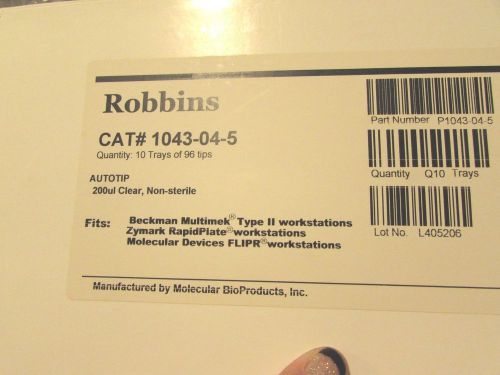 Robbins
CAT# 1043-04-5
Quantity: 10 Trays of 96 tips
AUTOTIP
200ul Clear, Non-sterile
Fits: Beckman Multimek® Type II workstations
Zymark RapidPlate® workstations
Molecular Devices FLIPR® workstations
Manufactured by Molecular BioProducts, Inc.
Part Number P1043-04-5
Quantity Q10 Trays
Lot No. L405206